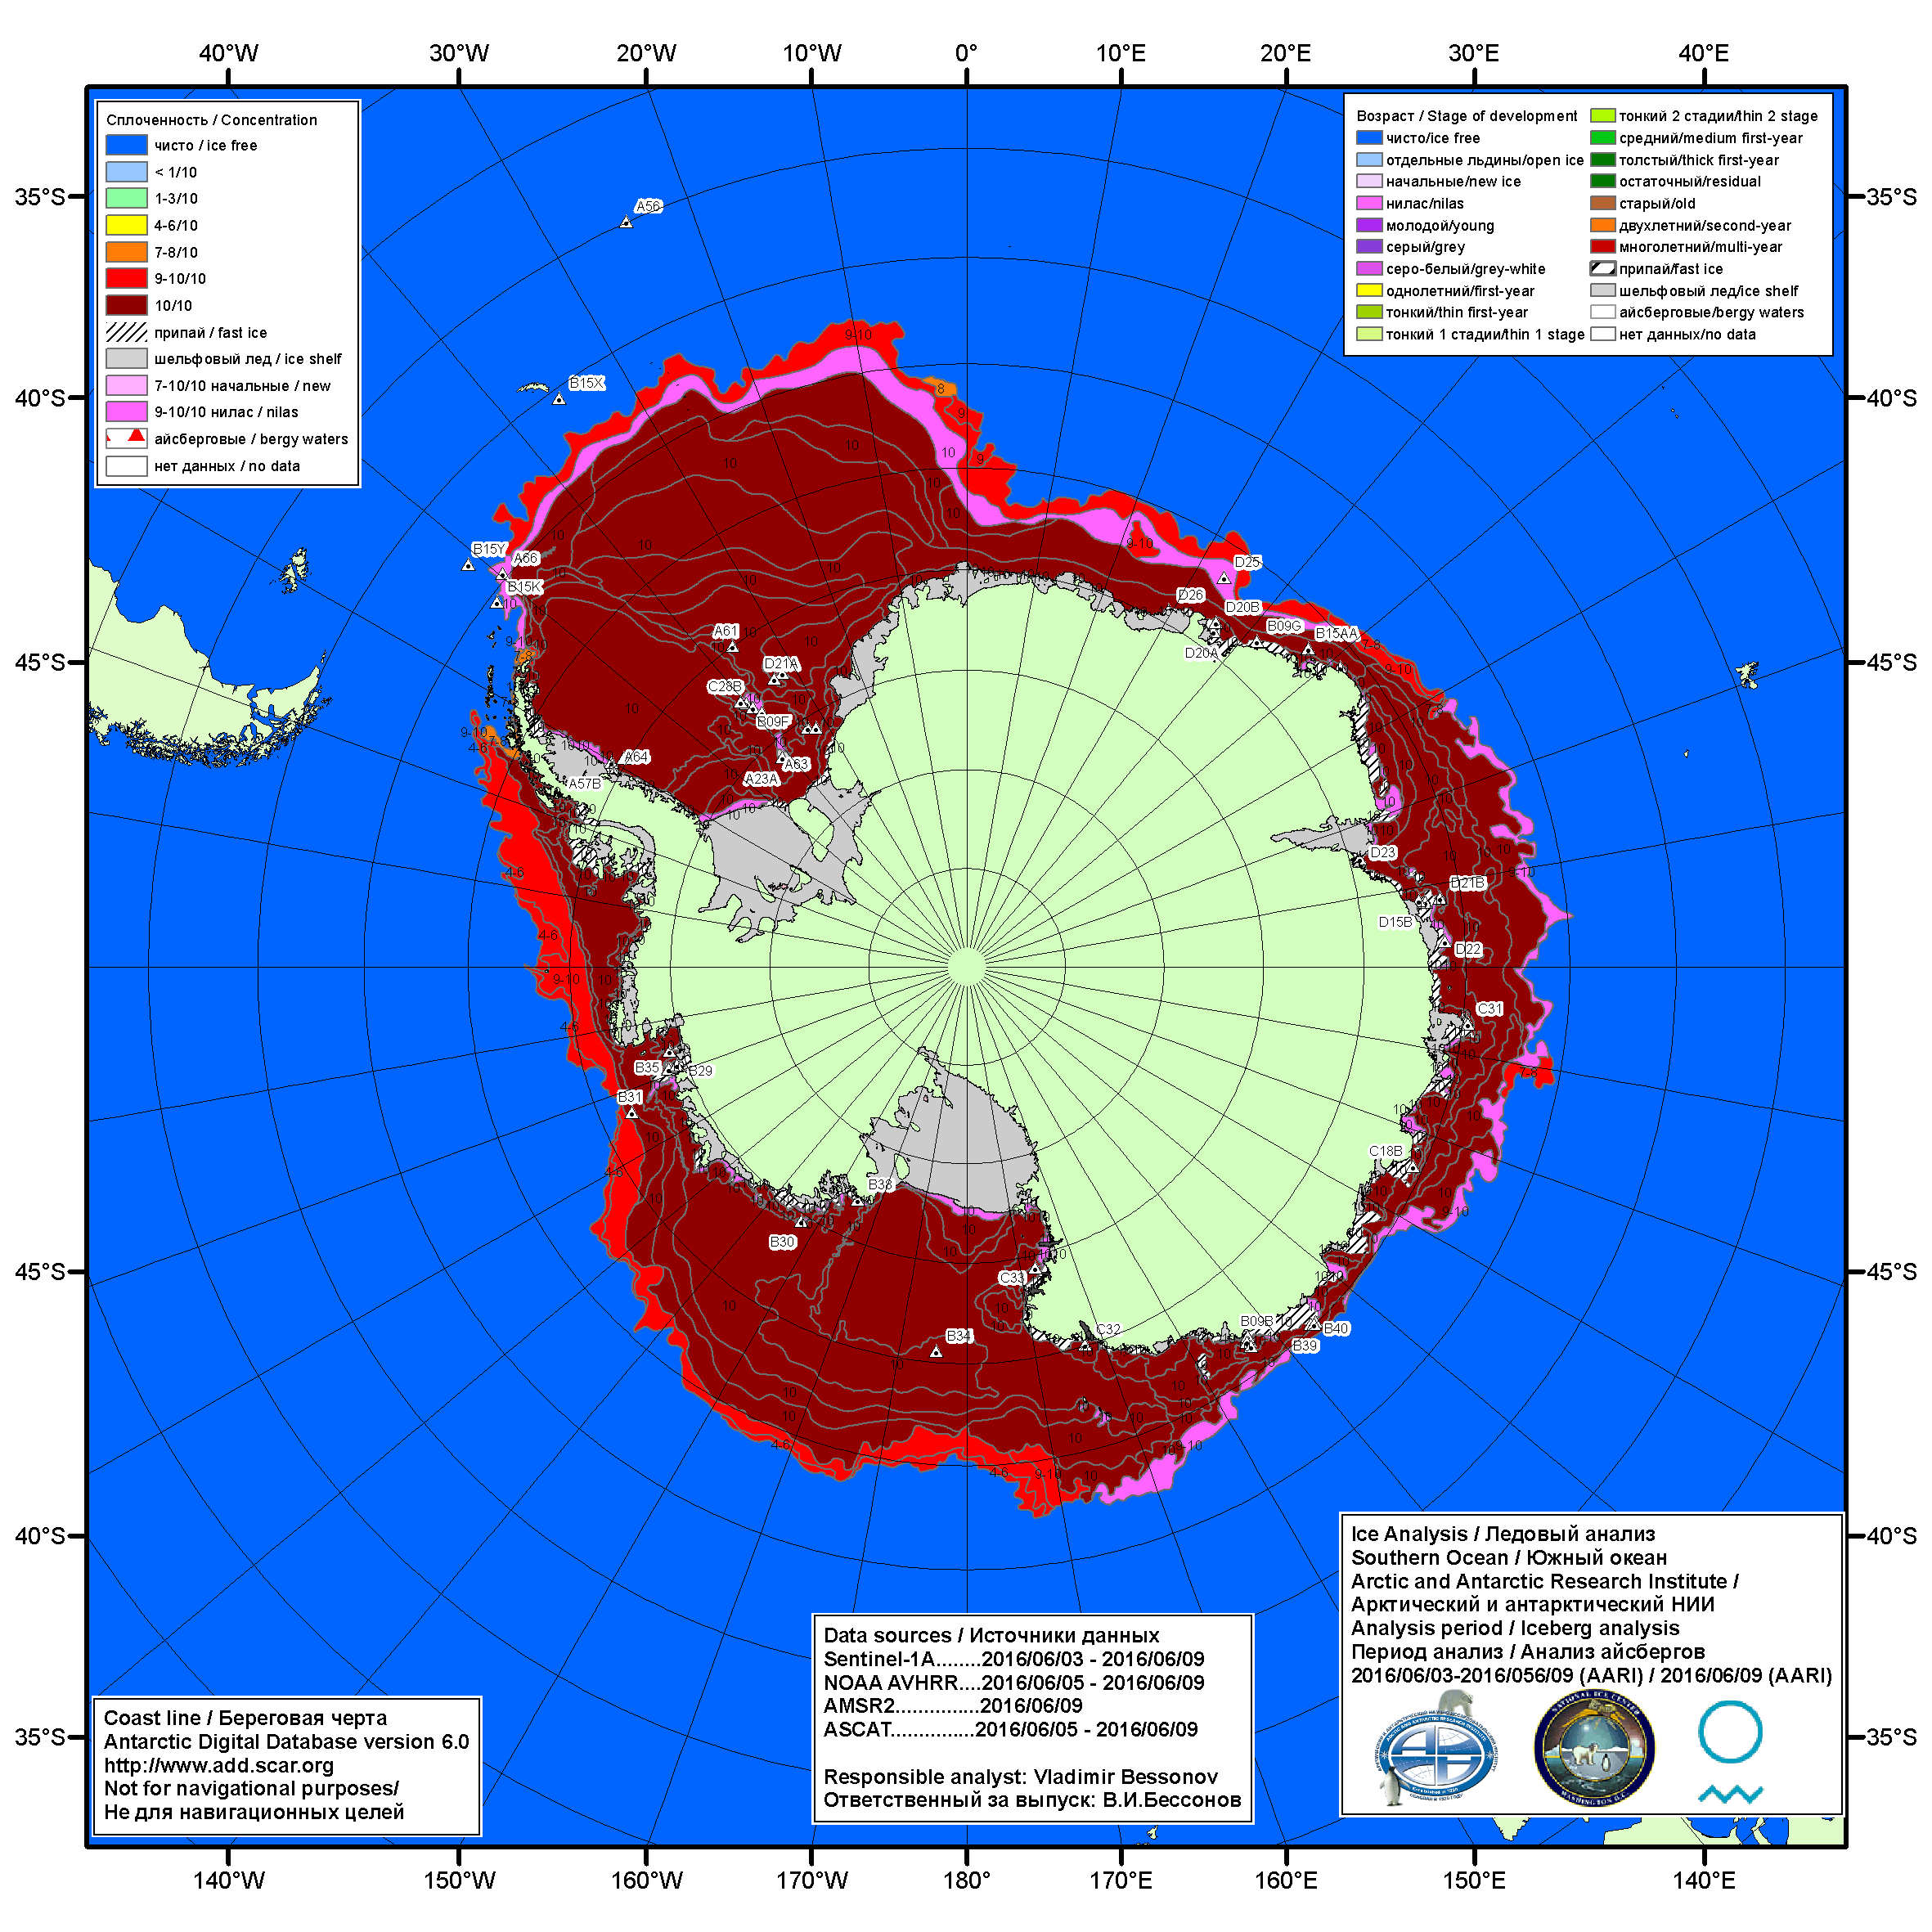 40°W 30°W 20°W 10°W 0° 10°E 20°E 30°E 40°E
35°S
40°S
45°S
45°S
40°S
35°S
35°S
40°S
45°S
45°S
40°S
35°S
Сплоченность / Concentration
чисто / ice free
< 1/10
1-3/10
4-6/10
7-8/10
9-10/10
10/10
припай / fast ice
шельфовый лед / ice shelf
7-10/10 начальные / new
9-10/10 нилас / nilas
айсберговые / bergy waters
нет данных / no data
Возраст / Stage of development
чисто/ice free
отдельные льдины/open ice
начальные/new ice
нилас/nilas
молодой/young
серый/grey
серо-белый/grey-white
однолетний/first-year
тонкий/thin first-year
тонкий 1 стадии/thin 1 stage
тонкий 2 стадии/thin 2 stage
средний/medium first-year
толстый/thick first-year
остаточный/residual
старый/old
двухлетний/second-year
многолетний/multi-year
припай/fast ice
шельфовый лед/ice shelf
айсберговые/bergy waters
нет данных/no data
A56
B15X
B15Y
A66
B15K
A61
D21A
C28B
B09F
A64
A63
A23A
A57B
D25
D26
D20B
B09G
B15AA
D20A
D23
D21B
D15B
D22
C31
C18B
B35
B29
B31
B38
B30
C33
B34
C32
B09B
B40
B39
Ice Analysis / Ледовый анализ
Southern Ocean / Южный океан
Arctic and Antarctic Research Institute /
Арктический и антарктический НИИ
Analysis period / Iceberg analysis
Период анализ / Анализ айсбергов
2016/06/03-2016/056/09 (AARI) / 2016/06/09 (AARI)
NATIONAL ICE CENTER
WASHINGTON D.C.
Data sources / Источники данных
Sentinel-1A........2016/06/03 - 2016/06/09
NOAA AVHRR....2016/06/05 - 2016/06/09
AMSR2...............2016/06/09
ASCAT...............2016/06/05 - 2016/06/09
Responsible analyst: Vladimir Bessonov
Ответственный за выпуск: В.И.Бессонов
Coast line / Береговая черта
Antarctic Digital Database version 6.0
http://www.add.scar.org
Not for navigational purposes/
Не для навигационных целей
140°W 150°W 160°W 170°W 180° 170°E 160°E 150°E 140°E